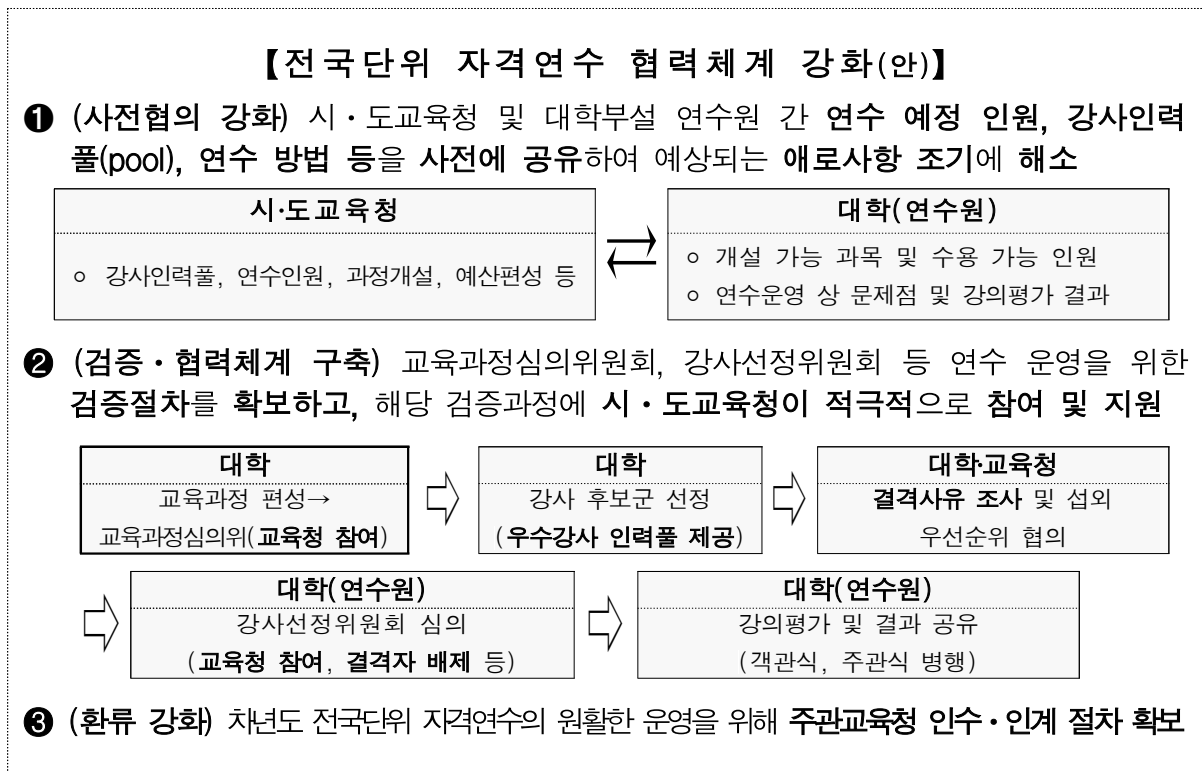 【전국단위 자격연수 협력체계 강화(안)】
❶ (사전협의 강화) 시・도교육청 및 대학부설 연수원 간 연수 예정 인원, 강사인력
풀(pool), 연수 방법 등을 사전에 공유하여 예상되는 애로사항 조기에 해소
시·도교육청
ㅇ 강사인력풀, 연수인원, 과정개설, 예산편성 등
대학(연수원)
ㅇ 개설 가능 과목 및 수용 가능 인원
ㅇ 연수운영 상 문제점 및 강의평가 결과
❷ (검증・협력체계 구축) 교육과정심의위원회, 강사선정위원회 등 연수 운영을 위한
검증절차를 확보하고, 해당 검증과정에 시・도교육청이 적극적으로 참여 및 지원
대학
교육과정 편성→
교육과정심의위(교육청 참여)
대학
강사 후보군 선정
(우수강사 인력풀 제공)
대학·교육청
결격사유 조사 및 섭외
우선순위 협의
대학(연수원)
강사선정위원회 심의
(교육청 참여, 결격자 배제 등)
대학(연수원)
강의평가 및 결과 공유
(객관식, 주관식 병행)
❸ (환류 강화) 차년도 전국단위 자격연수의 원활한 운영을 위해 주관교육청 인수・인계 절차 확보